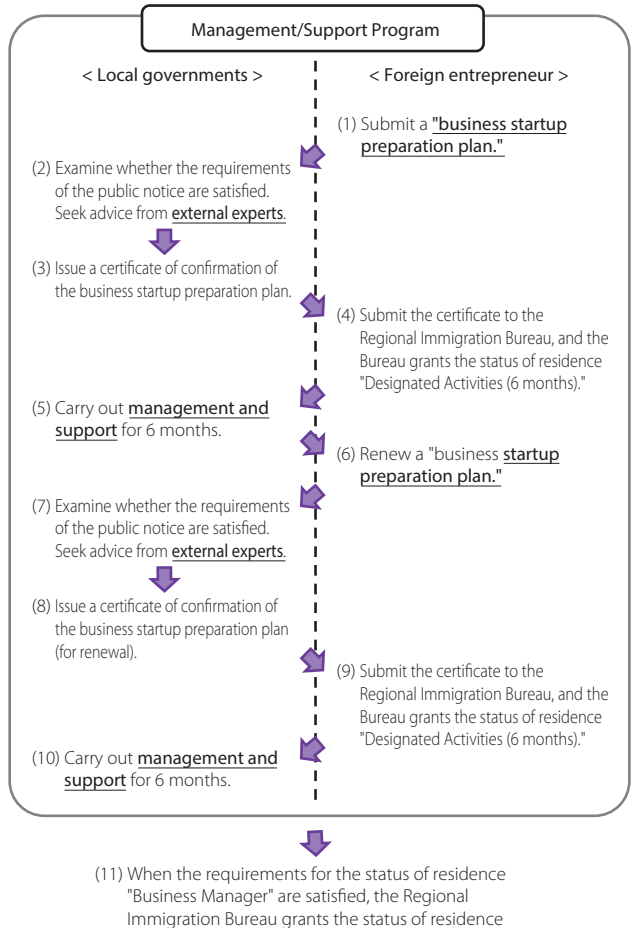 Management/Support Program
< Local governments >
< Foreign entrepreneur >
(1) Submit a "business startup
preparation plan."
(2) Examine whether the requirements
of the public notice are satisfied.
Seek advice from external experts.
(3) Issue a certificate of confirmation of
the business startup preparation plan.
(4) Submit the certificate to the
Regional Immigration Bureau, and the
Bureau grants the status of residence
"Designated Activities (6 months)."
(5) Carry out management and
support for 6 months.
(6) Renew a "business startup
preparation plan."
(7) Examine whether the requirements
of the public notice are satisfied.
Seek advice from external experts.
(8) Issue a certificate of confirmation of
the business startup preparation plan
(for renewal).
(9) Submit the certificate to the
Regional Immigration Bureau, and the
Bureau grants the status of residence
"Designated Activities (6 months)."
(10) Carry out management and
support for 6 months.
(11) When the requirements for the status of residence
"Business Manager" are satisfied, the Regional
Immigration Bureau grants the status of residence